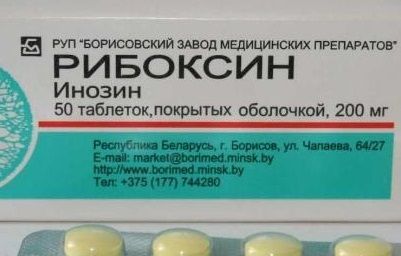 РУП "БОРИСОВСКИЙ ЗАВОД МЕДИЦИНСКИХ ПРЕПАРАТОВ"
РИБОКСИН
Инозин
50 таблеток,покрытых оболочкой, 200 мг
Республика Беларусь, г. Борисов, ул. Чапаева, 64/27
E-mail: market@borimed.minsk.by
http://www.borimed.minsk.by
Тел: +375 (177) 744280